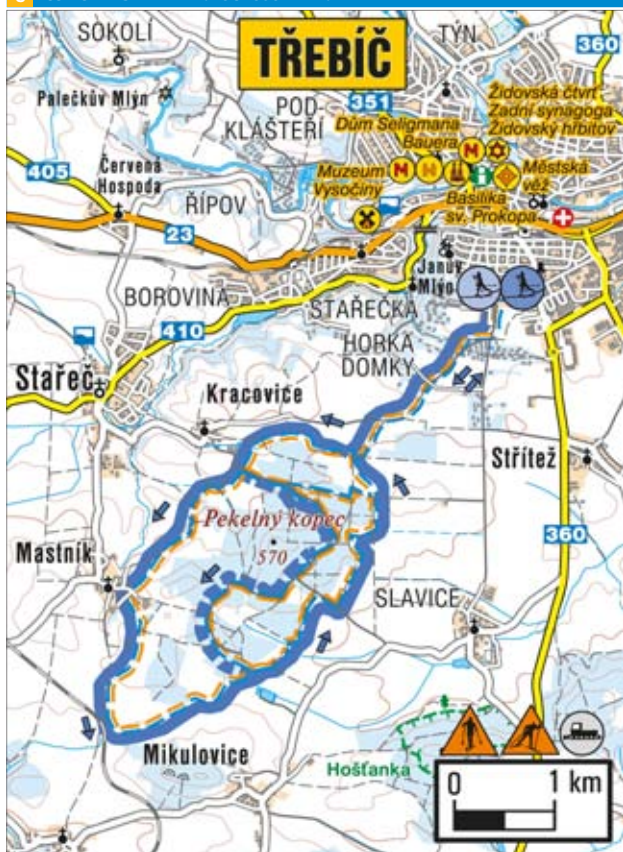 SOKOLÍ
TŘEBÍČ
TÝN
360
Palečkův Mlýn
POD
KLÁŠTEŘÍ
351
Židovská čtvrť
Zadní synagoga
Židovský hřbitov
Dům Seligmana
Bauera
405
Červená
Hospoda
Muzeum
Vysočiny
Městská
věž
Basilika
sv. Prokopa
ŘÍPOV
23
Janův
Mlýn
BOROVINA
STAŘEČKA
410
HORKA
DOMKY
Stařeč
Kracovice
Střítež
Pekelný kopec
570
360
Mastník
SLAVICE
Mikulovice
Hošťanka
0 1 km